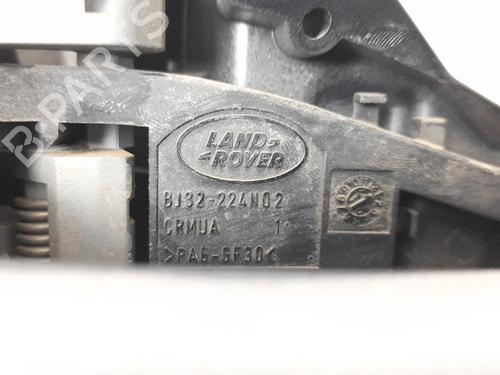 B-PARTS
LAND-
-ROVER
BJ32-224N02
CRMUA 1
>PA6-GF30<